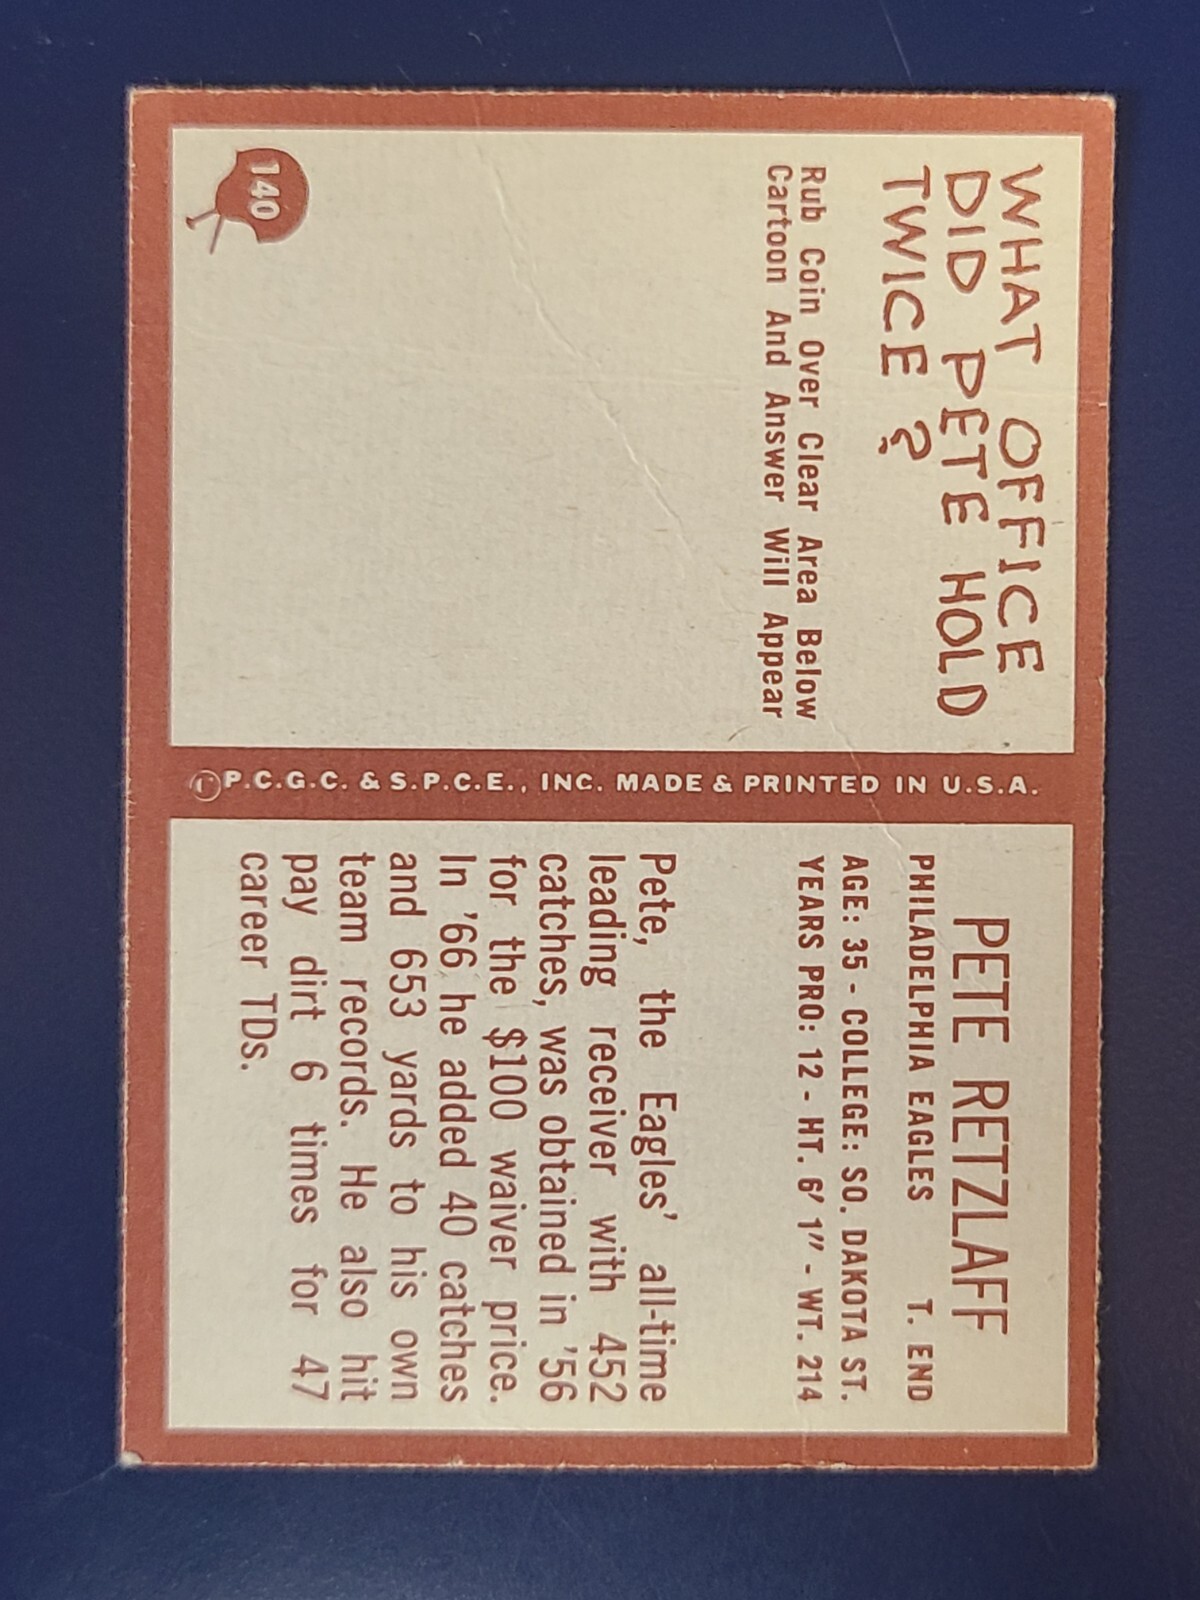 WHAT OFFICE
DID PETE HOLD
TWICE?
Rub Coin Over Clear Area Below
Cartoon And Answer Will Appear
140
©P.C.G.C. & S.P.C.E., INC. MADE & PRINTED IN U.S.A.
PETE RETZLAFF
PHILADELPHIA EAGLES T. END
AGE: 35 - COLLEGE: SO. DAKOTA ST.
YEARS PRO: 12 - HT. 6' 1" - WT. 214
Pete, the Eagles' all-time
leading receiver with 452
catches, was obtained in '56
for the $100 waiver price.
In '66 he added 40 catches
and 653 yards to his own
team records. He also hit
pay dirt 6 times for 47
career TDs.